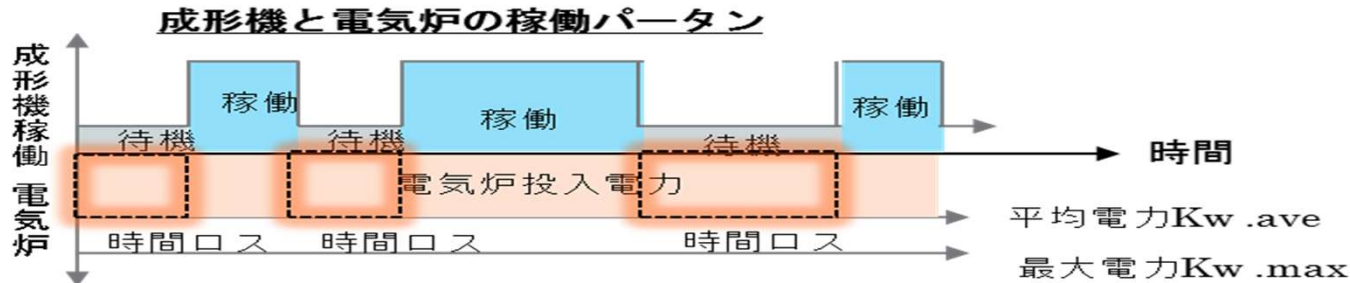 成形機と電気炉の稼働パータン
成形機稼働
電気炉
稼働
稼働
稼働
待機
待機
待機
時間
電気炉投入電力
平均電力Kw .ave
時間ロス
時間ロス
時間ロス
最大電力Kw .max